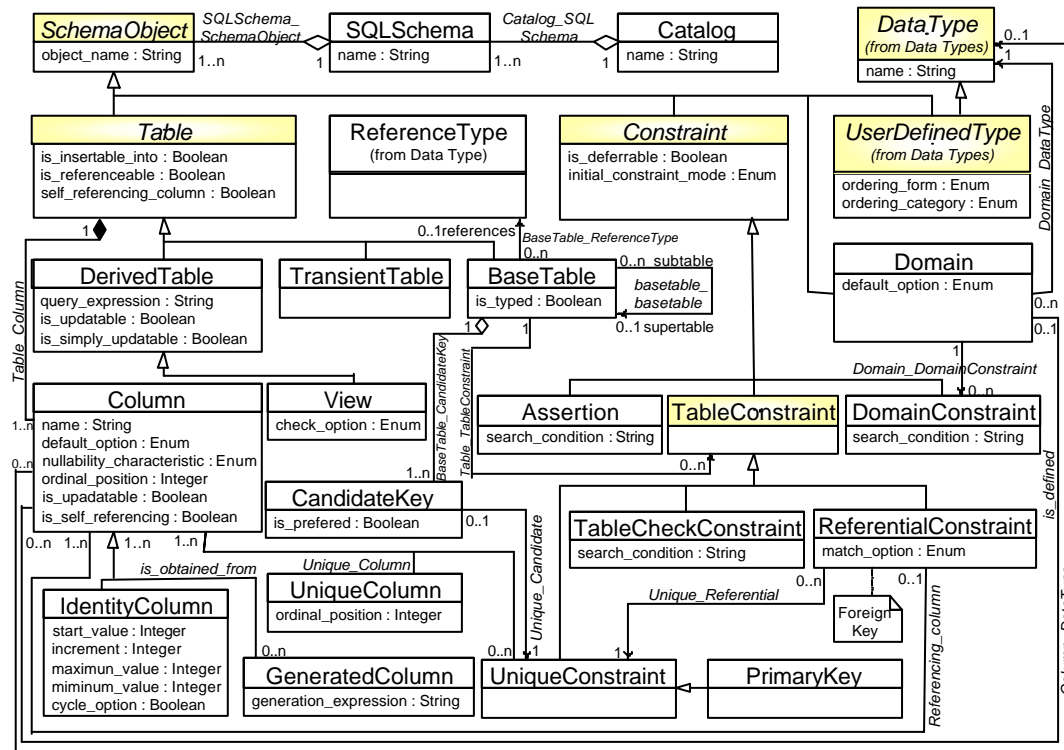 SchemaObject
object_name : String
SQLSchema_
SchemaObject
1..n
1
SQLSchema
name : String
Catalog_SQL
Schema
1..n
1
Catalog
name : String
DataType
(from Data Types)
name : String
0..1
1
Table
is_insertable_into : Boolean
is_referenceable : Boolean
self_referencing_column : Boolean
ReferenceType
(from Data Type)
Constraint
is_deferrable : Boolean
initial_constraint_mode : Enum
UserDefinedType
(from Data Types)
ordering_form : Enum
ordering_category : Enum
Domain_DataType
1
0..1
references
BaseTable_ReferenceType
0..n
DerivedTable
query_expression : String
is_updatable : Boolean
is_simply_updatable : Boolean
TransientTable
BaseTable
is_typed : Boolean
0..n subtable
basetable_
basetable
0..1 supertable
Domain
default_option : Enum
0..n
0..1
1
1
1
Table_Column
BaseTable_CandidateKey
Table_TableConstraint
Domain_DomainConstraint
0..n
View
check_option : Enum
Column
name : String
default_option : Enum
nullability_characteristic : Enum
ordinal_position : Integer
is_upadatable : Boolean
is_self_referencing : Boolean
1..n
0..n
Assertion
search_condition : String
TableConstraint
DomainConstraint
search_condition : String
0..n
1..n
CandidateKey
is_prefered : Boolean
0..1
TableCheckConstraint
search_condition : String
ReferentialConstraint
match_option : Enum
is_defined
0..n
1..n
1..n
1..n
is_obtained_from
Unique_Column
Unique_Candidate
0..n
0..1
Unique_Referential
Foreign
Key
Referencing_column
IdentityColumn
start_value : Integer
increment : Integer
maximun_value : Integer
miminum_value : Integer
cycle_option : Boolean
UniqueColumn
ordinal_position : Integer
0..n
0..n
1
1
GeneratedColumn
generation_expression : String
UniqueConstraint
PrimaryKey